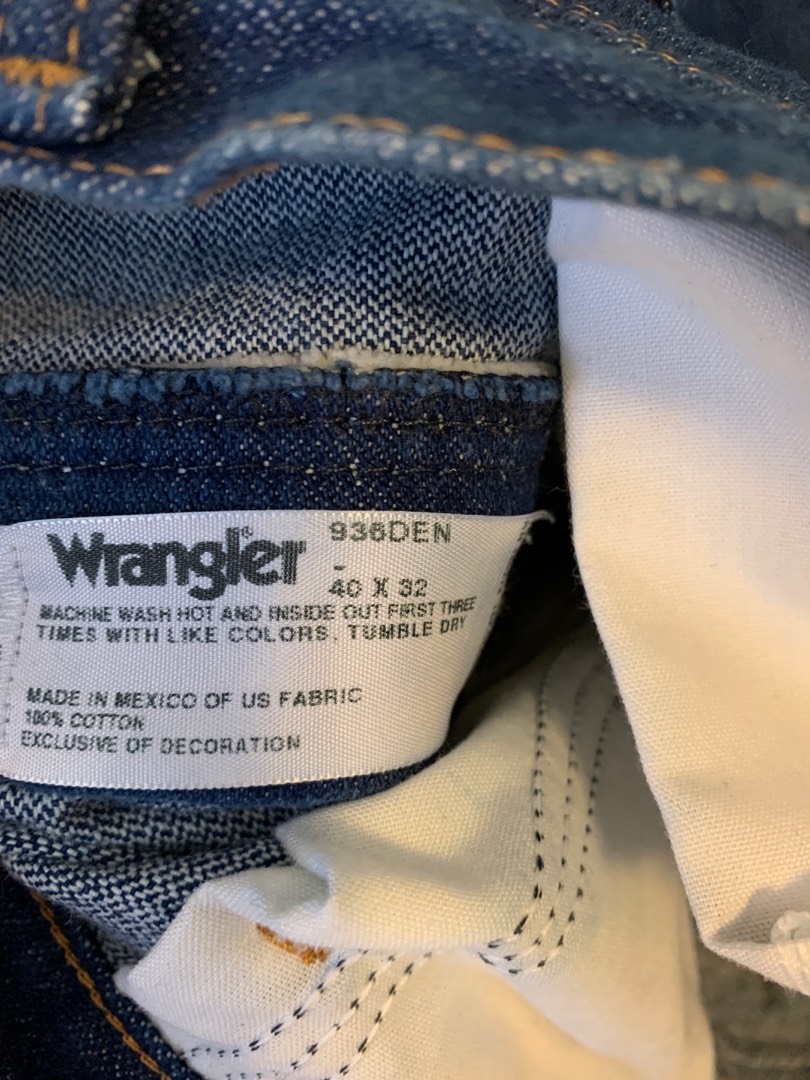 Wrangler® 936DEN
-
40 X 32
MACHINE WASH HOT AND INSIDE OUT FIRST THREE
TIMES WITH LIKE COLORS. TUMBLE DRY
MADE IN MEXICO OF US FABRIC
100% COTTON
EXCLUSIVE OF DECORATION